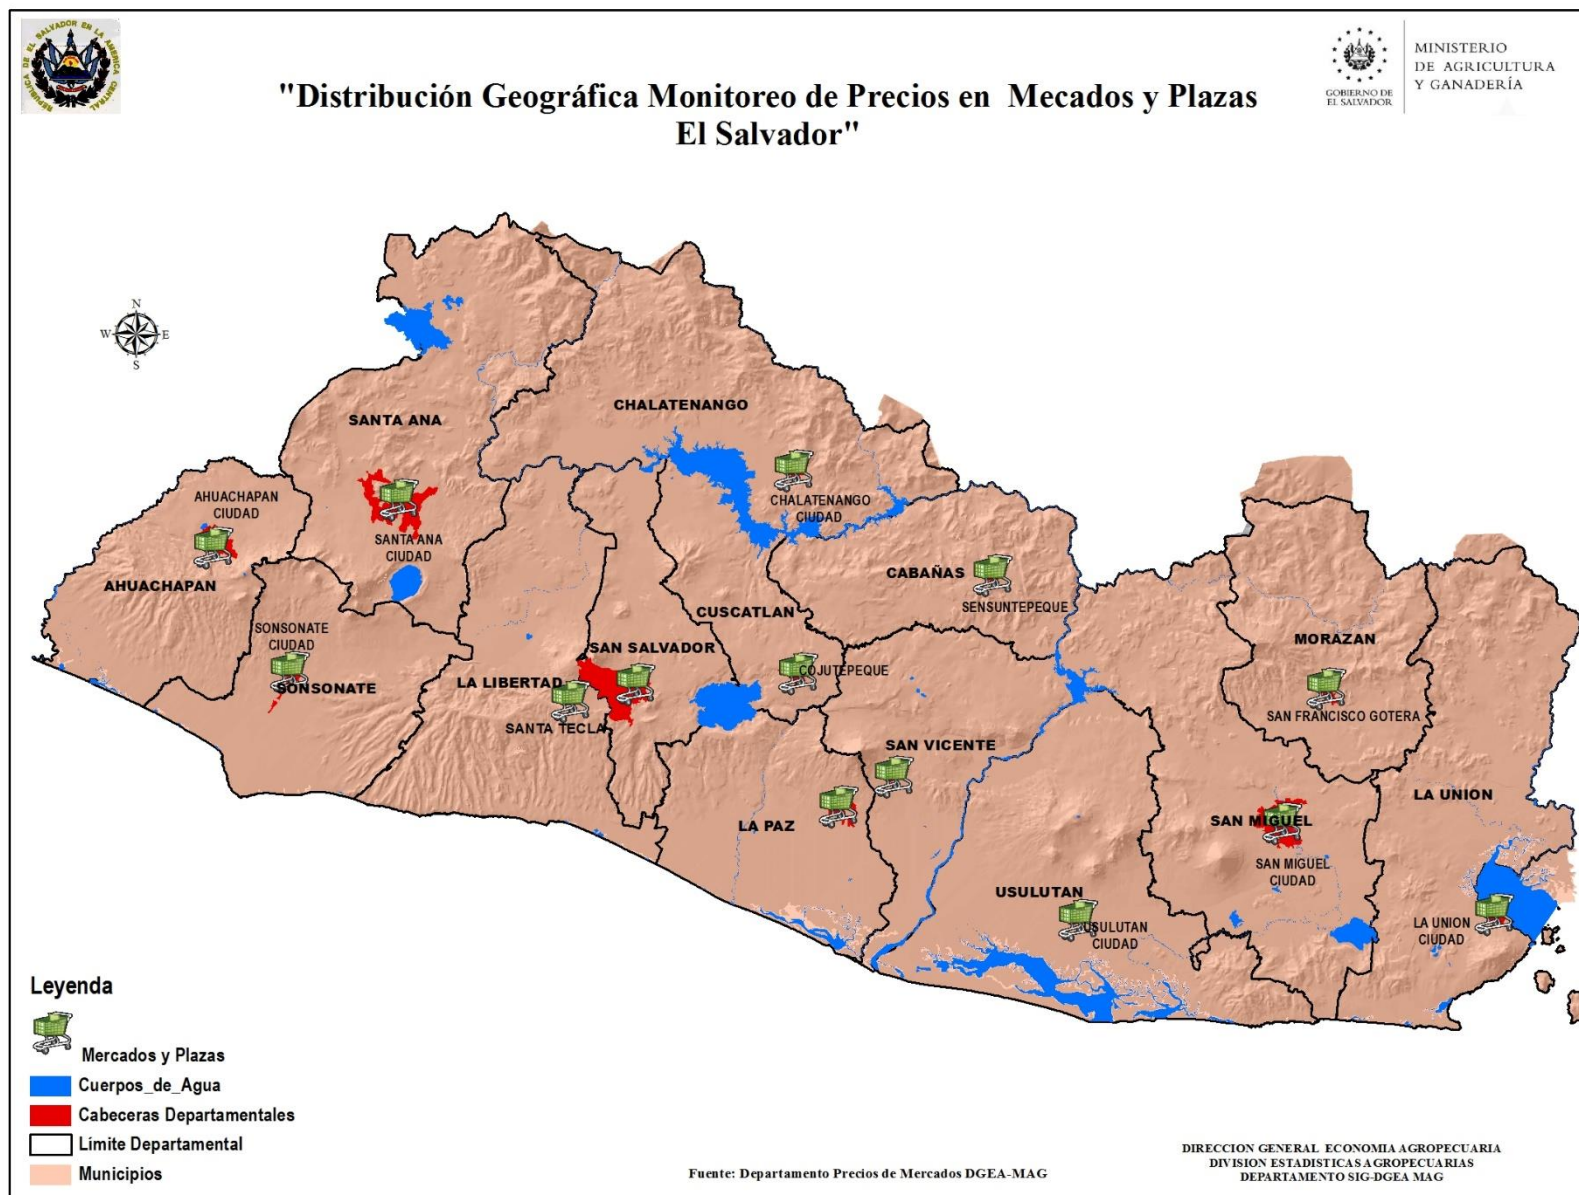 REPUBLICA DE EL SALVADOR EN LA AMERICA CENTRAL
GOBIERNO DE
EL SALVADOR
MINISTERIO
DE AGRICULTURA
Y GANADERÍA
"Distribución Geográfica Monitoreo de Precios en Mecados y Plazas
El Salvador"
N
W E
S
SANTA ANA
CHALATENANGO
AHUACHAPAN
CIUDAD
CHALATENANGO
CIUDAD
SANTA ANA
CIUDAD
AHUACHAPAN
CABAÑAS
SENSUNTEPEQUE
CUSCATLAN
SONSONATE
CIUDAD
SAN SALVADOR
MORAZAN
COJUTEPEQUE
LA LIBERTAD
SONSONATE
SANTA TECLA
SAN FRANCISCO GOTERA
SAN VICENTE
LA UNION
LA PAZ
SAN MIGUEL
SAN MIGUEL
CIUDAD
USULUTAN
USULUTAN
CIUDAD
LA UNION
CIUDAD
Leyenda
Mercados y Plazas
Cuerpos_de_Agua
Cabeceras Departamentales
Límite Departamental
Municipios
Fuente: Departamento Precios de Mercados DGEA-MAG
DIRECCION GENERAL ECONOMIA AGROPECUARIA
DIVISION ESTADISTICAS AGROPECUARIAS
DEPARTAMENTO SIG-DGEA MAG